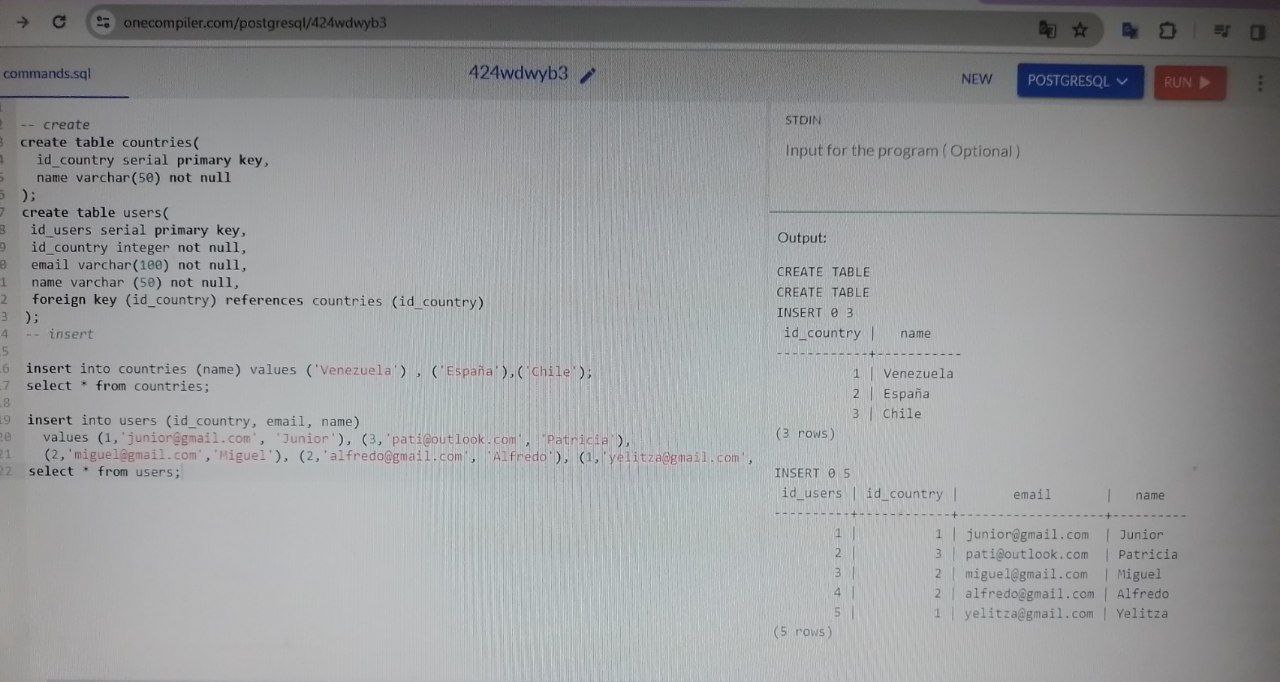 onecompiler.com/postgresql/424wdwyb3
commands.sql
424wdwyb3
NEW
POSTGRESQL
RUN
-- create
create table countries(
id_country serial primary key,
name varchar(50) not null
);
create table users(
id_users serial primary key,
id_country integer not null,
email varchar(100) not null,
name varchar (50) not null,
foreign key (id_country) references countries (id_country)
);
-- insert
insert into countries (name) values ('Venezuela') , ('España'),('Chile');
select * from countries;
insert into users (id_country, email, name)
values (1,'junior@gmail.com', 'Junior'), (3,'pati@outlook.com', 'Patricia'),
(2,'miguel@gmail.com','Miguel'), (2,'alfredo@gmail.com', 'Alfredo'), (1,'yelitza@gmail.com',
select * from users;
STDIN
Input for the program ( Optional )
Output:
CREATE TABLE
CREATE TABLE
INSERT 0 3
id_country | name
------------+-----------
1 | Venezuela
2 | España
3 | Chile
(3 rows)
INSERT 0 5
id_users | id_country | email | name
----------+------------+-------------------+----------
1 | 1 | junior@gmail.com | Junior
2 | 3 | pati@outlook.com | Patricia
3 | 2 | miguel@gmail.com | Miguel
4 | 2 | alfredo@gmail.com | Alfredo
5 | 1 | yelitza@gmail.com | Yelitza
(5 rows)